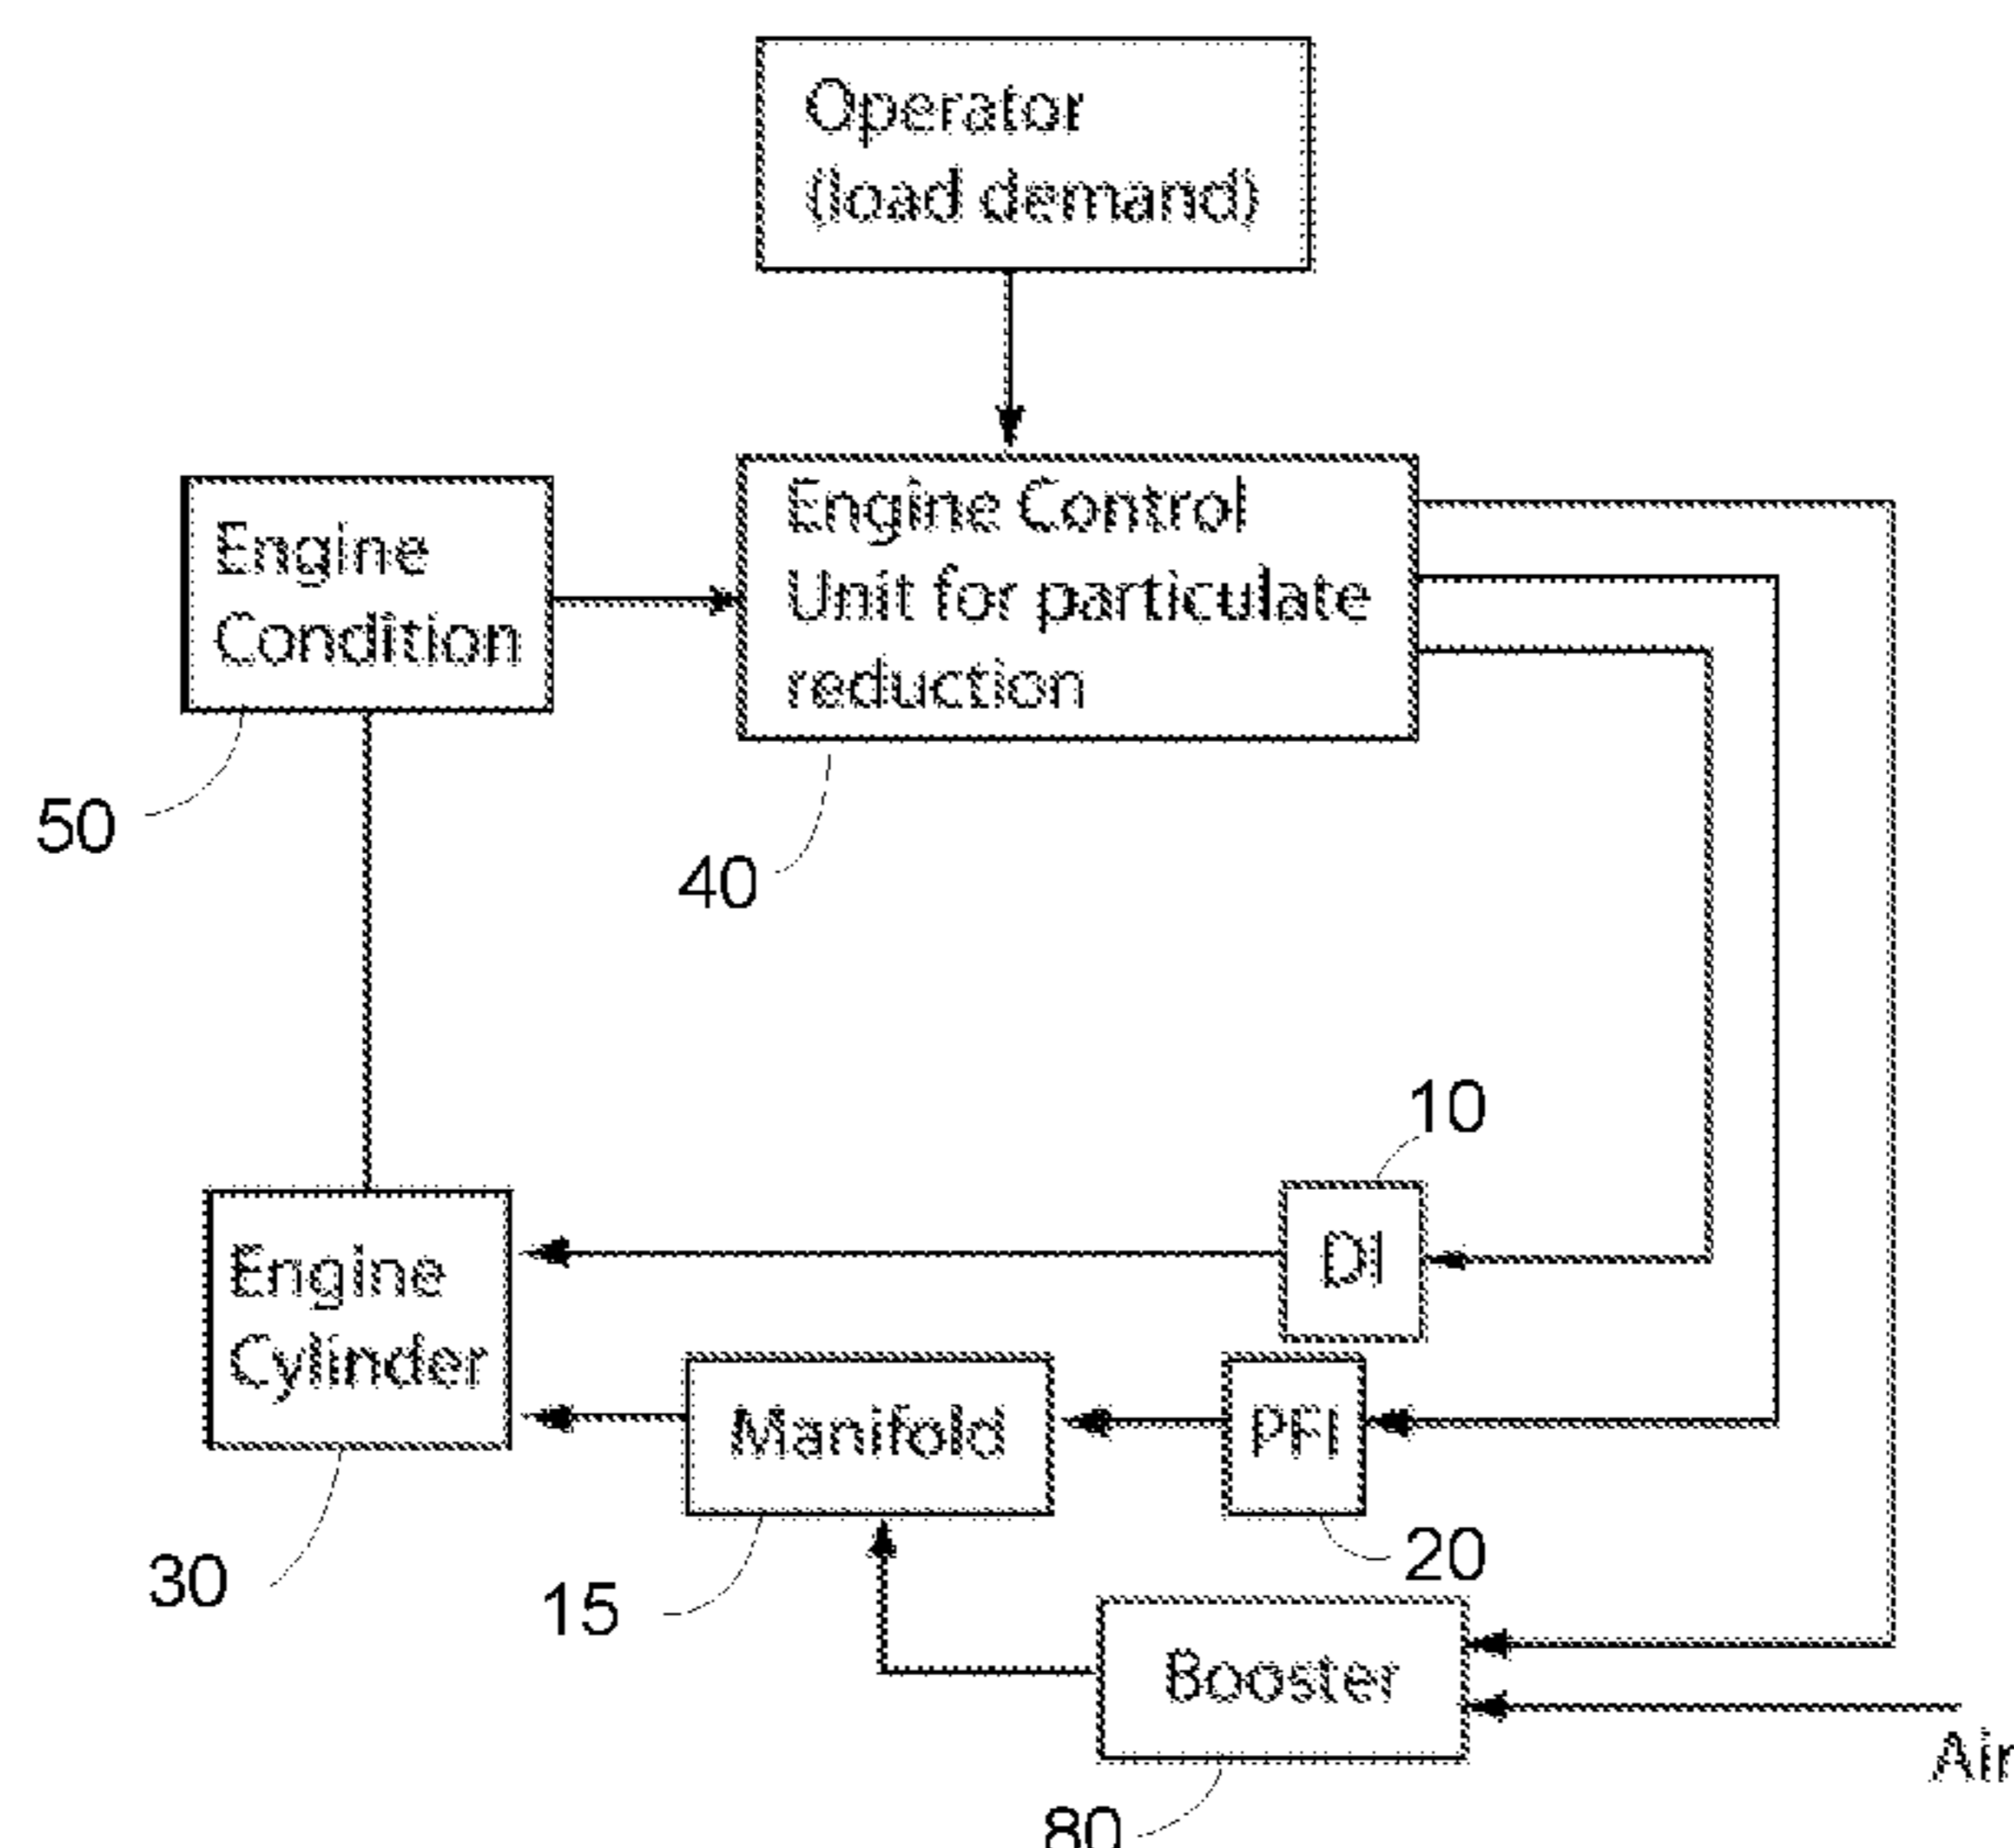 Operator
(load demand)
Engine
Condition
Engine Control
Unit for particulate
reduction
50
40
10
DI
Engine
Cylinder
Manifold
PFI
30
15
20
Booster
Air
80